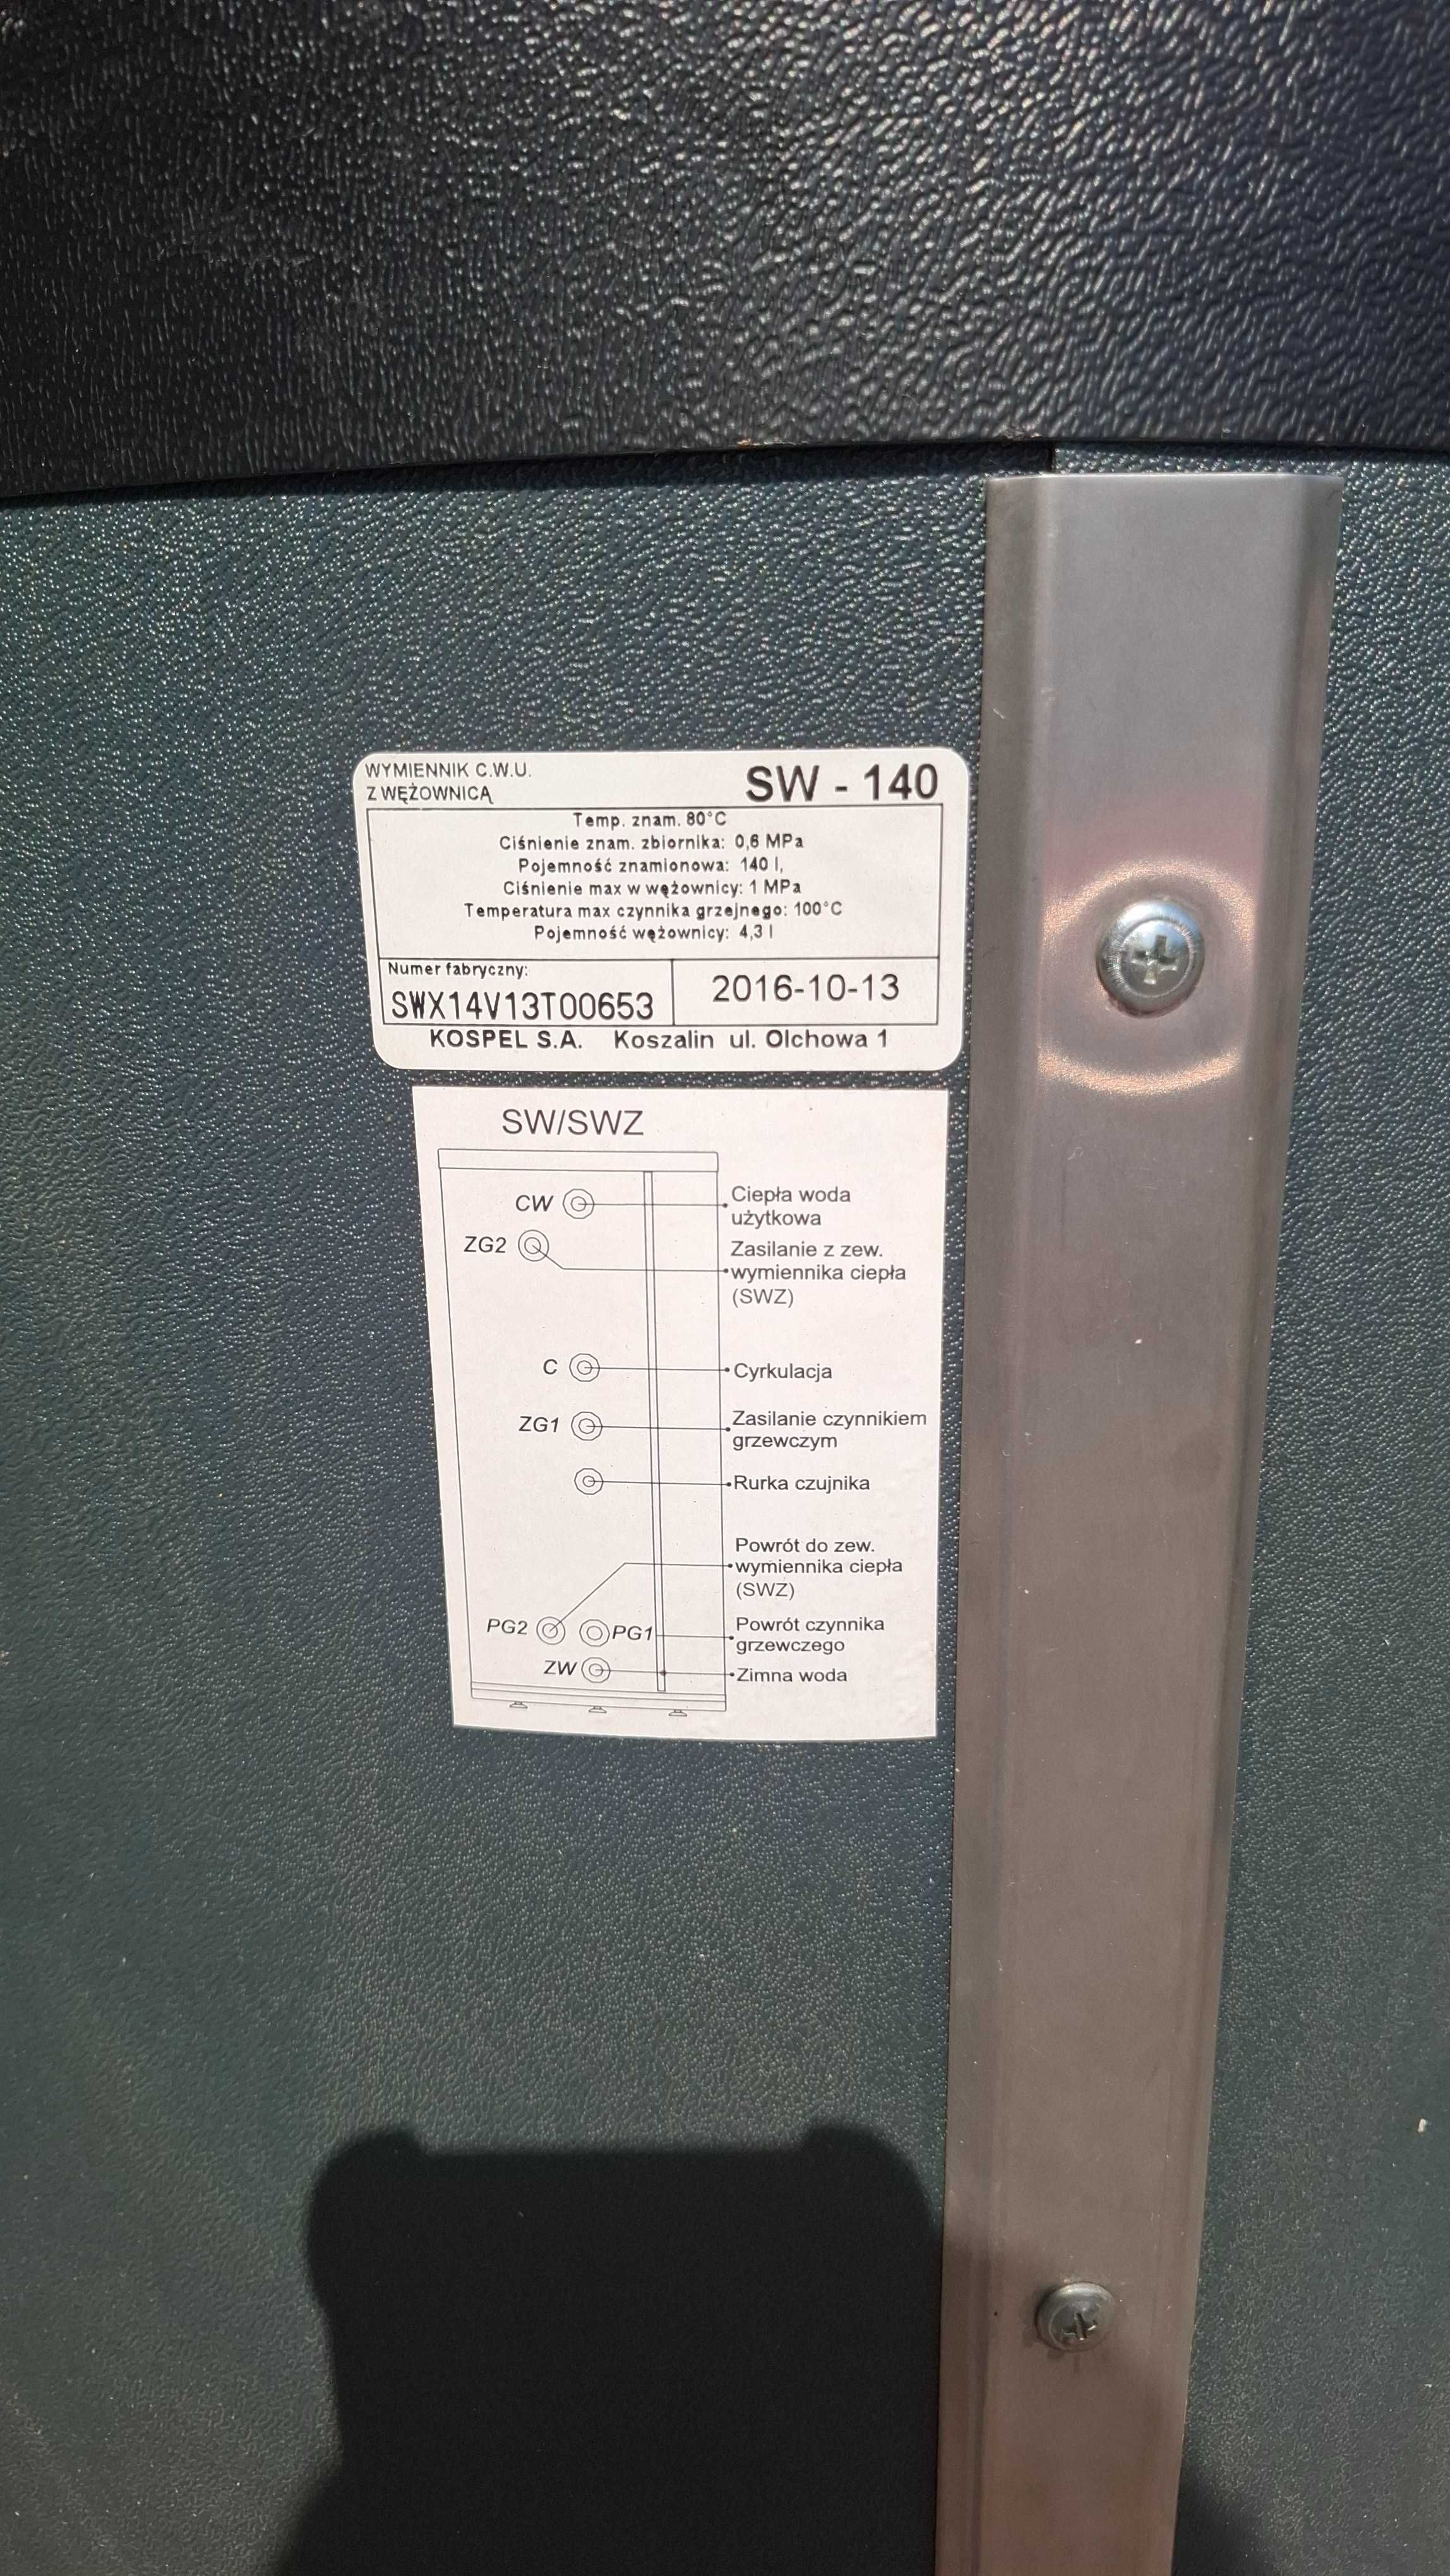 WYMIENNIK C.W.U.
Z WĘŻOWNICĄ
SW - 140
Temp. znam. 80°C
Ciśnienie znam. zbiornika: 0,6 MPa
Pojemność znamionowa: 140 l,
Ciśnienie max w wężownicy: 1 MPa
Temperatura max czynnika grzejnego: 100°C
Pojemność wężownicy: 4,3 l
Numer fabryczny:
SWX14V13T00653
2016-10-13
KOSPEL S.A. Koszalin ul. Olchowa 1
SW/SWZ
CW
Ciepła woda
użytkowa
ZG2
Zasilanie z zew.
wymiennika ciepła
(SWZ)
C
Cyrkulacja
ZG1
Zasilanie czynnikiem
grzewczym
Rurka czujnika
Powrót do zew.
wymiennika ciepła
(SWZ)
PG2
PG1
Powrót czynnika
grzewczego
ZW
Zimna woda